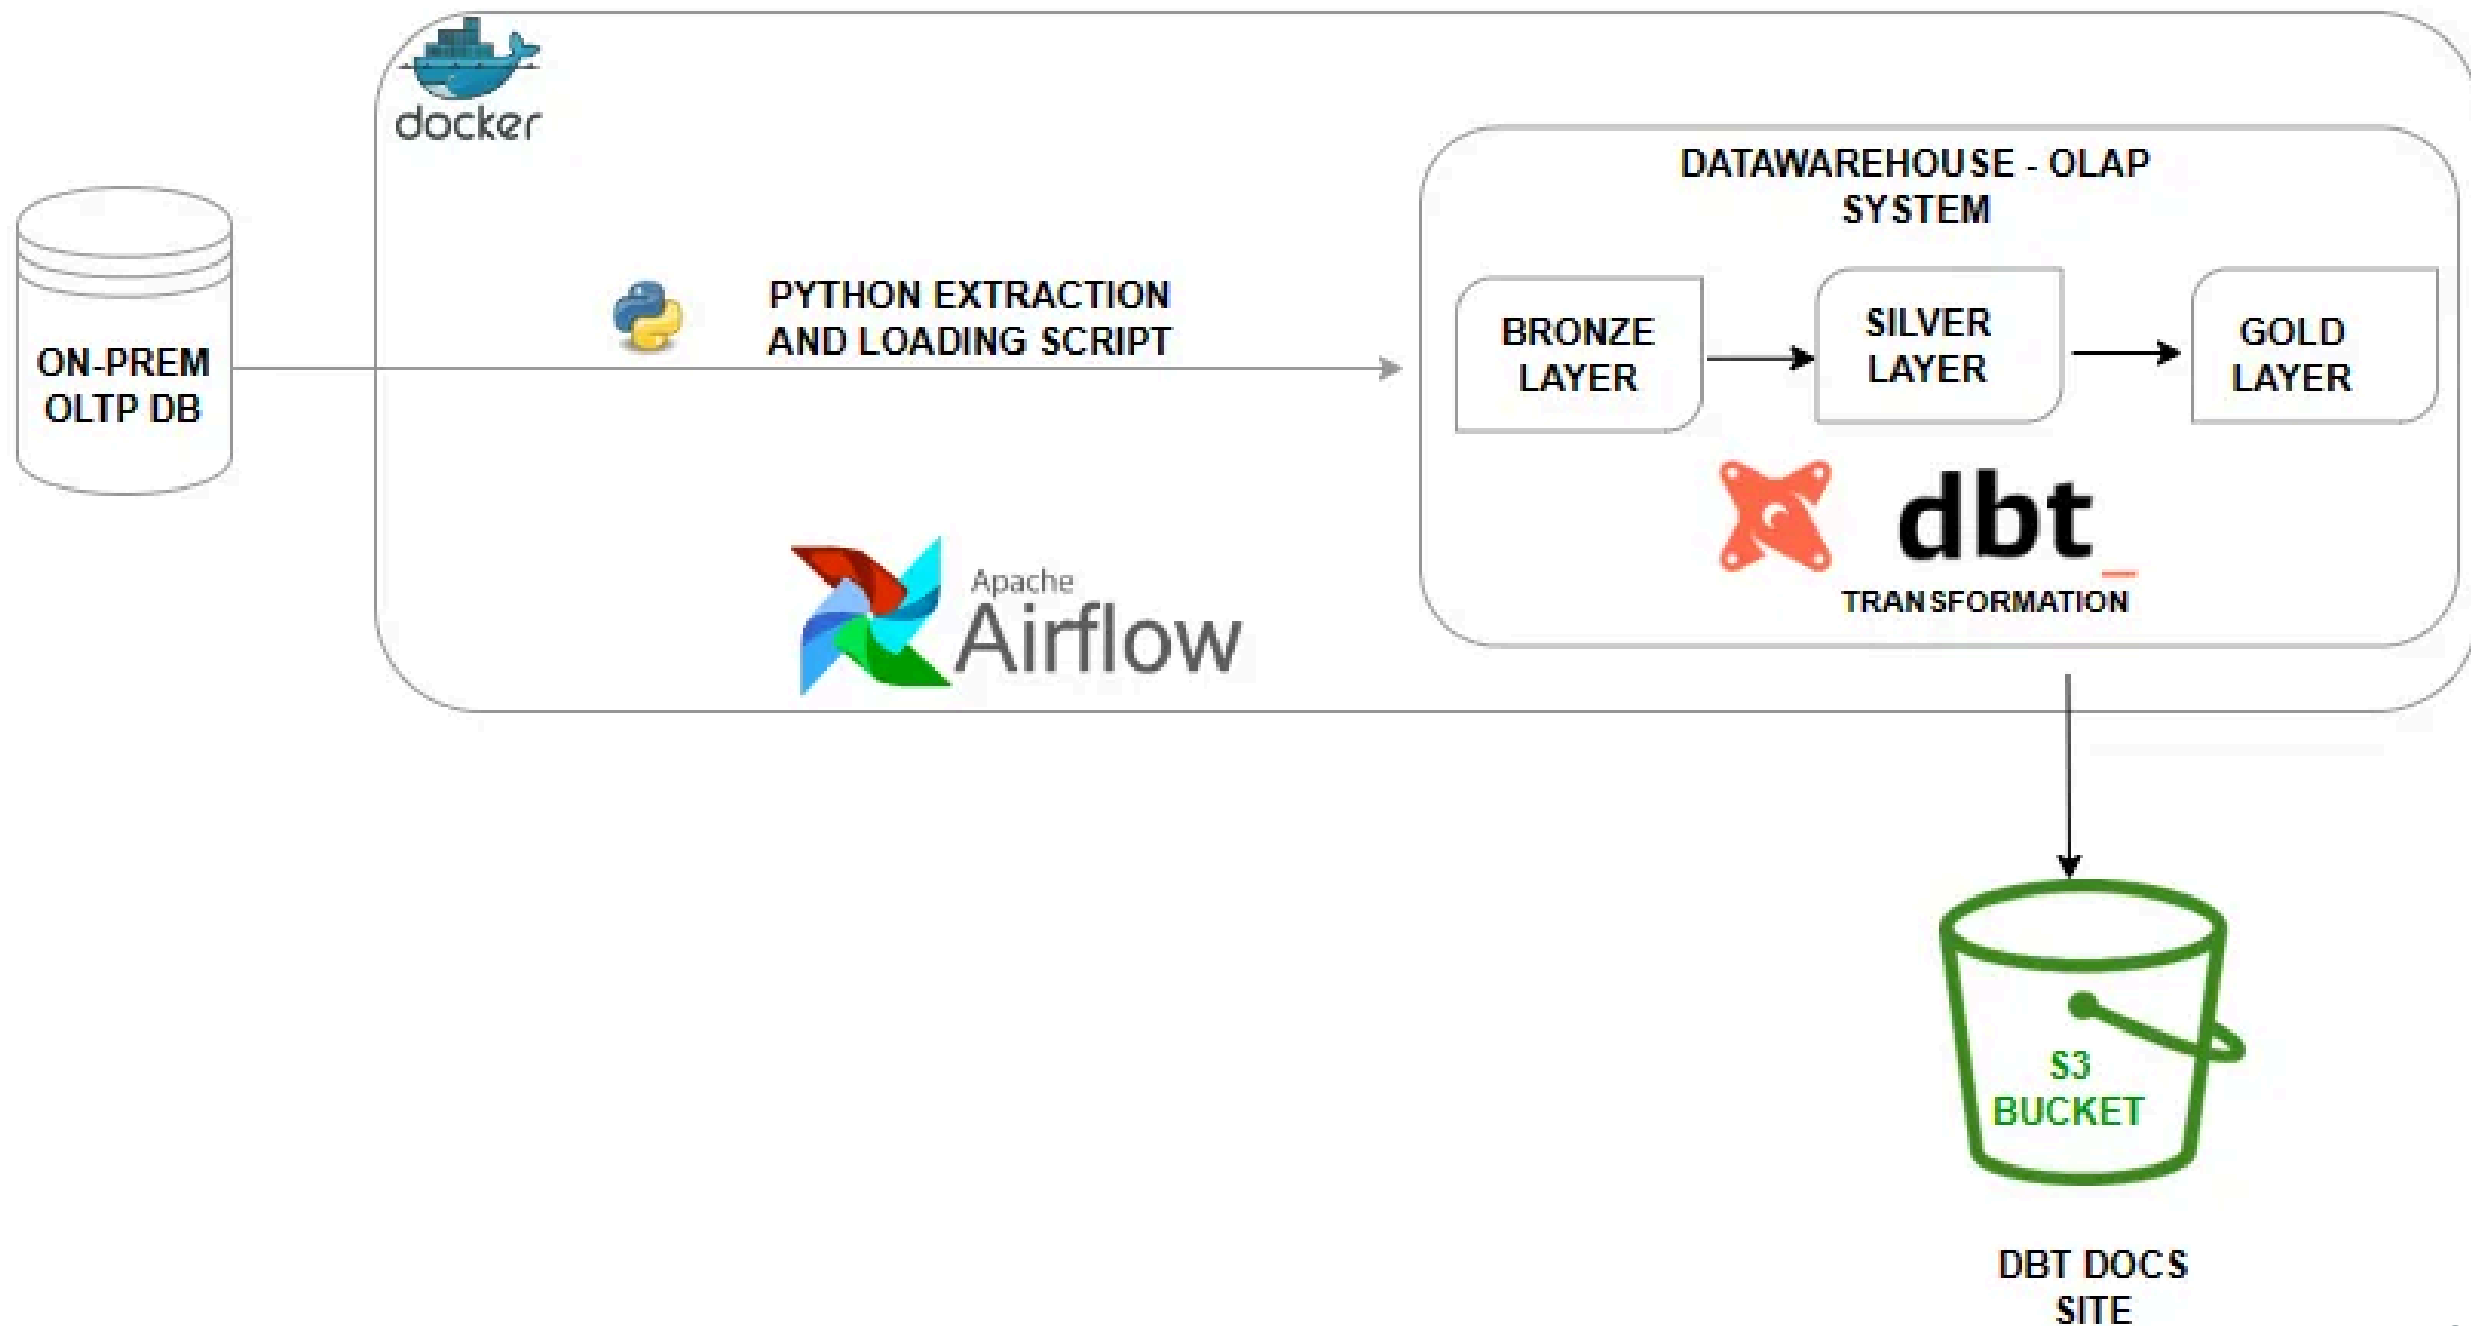 docker
DATAWAREHOUSE - OLAP
SYSTEM
PYTHON EXTRACTION
AND LOADING SCRIPT
ON-PREM
OLTP DB
BRONZE
LAYER
SILVER
LAYER
GOLD
LAYER
dbt_
TRANSFORMATION
Apache
Airflow
S3
BUCKET
DBT DOCS
SITE